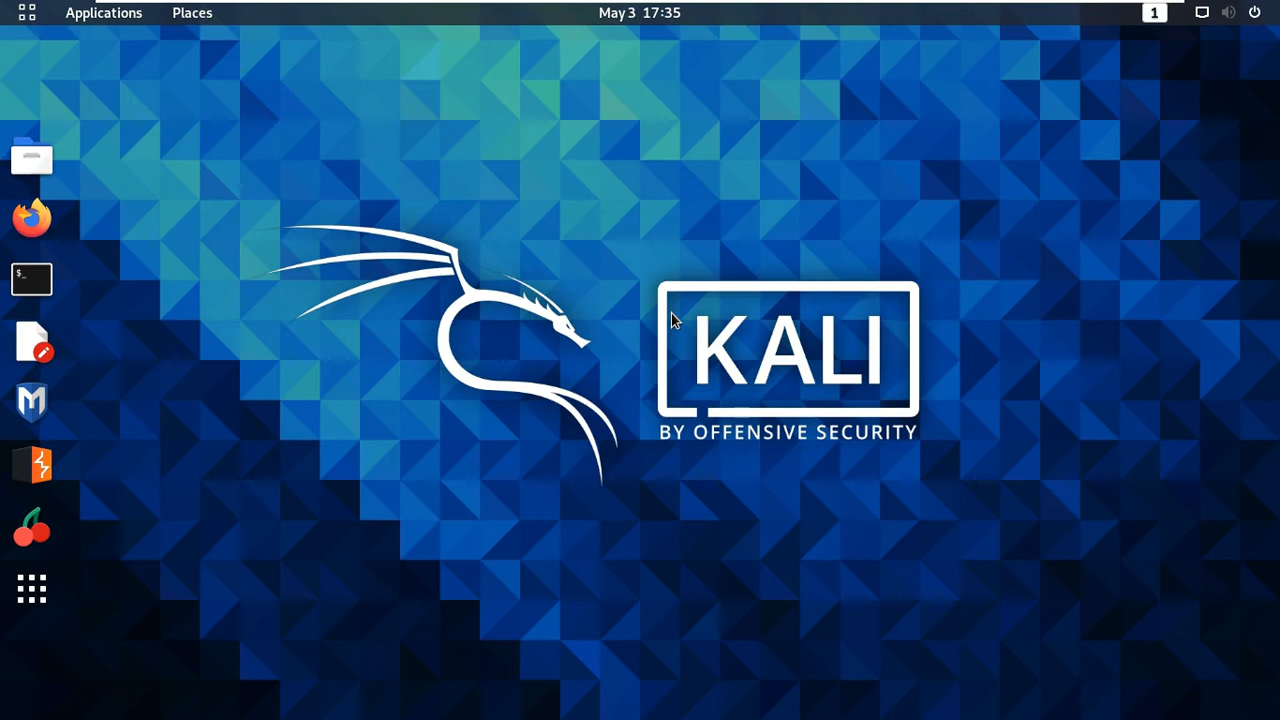 Applications Places May 3 17:35 1
$_
M
KALI
BY OFFENSIVE SECURITY